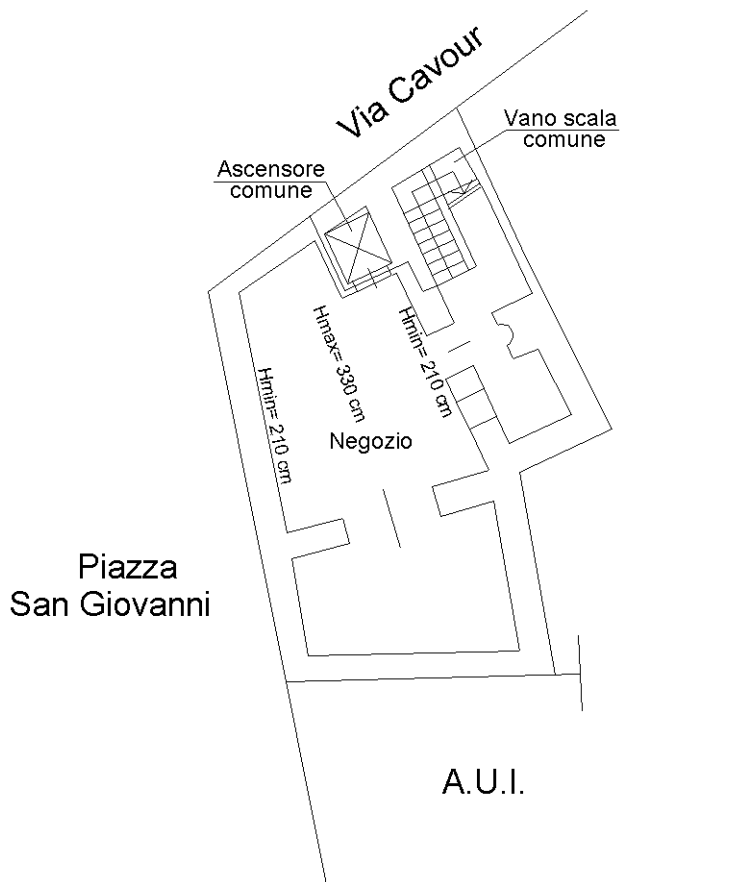 Via Cavour
Vano scala
comune
Ascensore
comune
Hmax= 330 cm
Hmin= 210 cm
Hmin= 210 cm
Negozio
Piazza
San Giovanni
A.U.I.